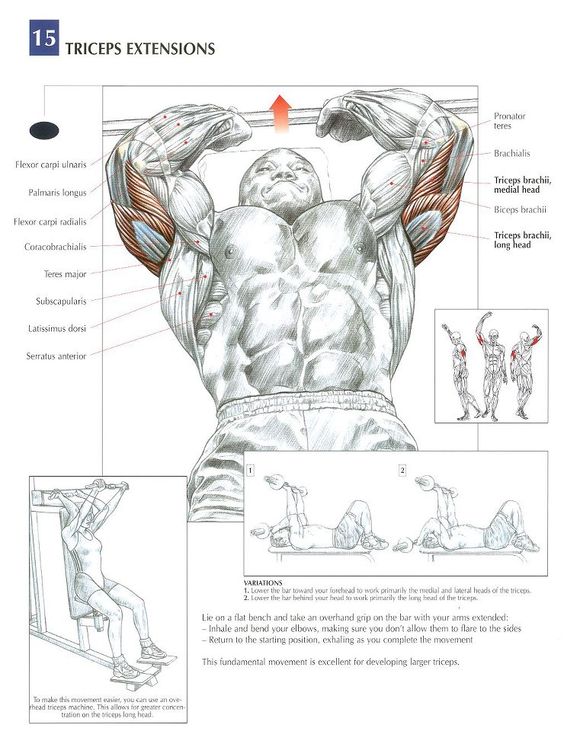 15 TRICEPS EXTENSIONS
Flexor carpi ulnaris
Palmaris longus
Flexor carpi radialis
Coracobrachialis
Teres major
Subscapularis
Latissimus dorsi
Serratus anterior
Pronator
teres
Brachialis
Triceps brachii,
medial head
Biceps brachii
Triceps brachii,
long head
1
2
VARIATIONS
1. Lower the bar toward your forehead to work primarily the medial and lateral heads of the triceps.
2. Lower the bar behind your head to work primarily the long head of the triceps.
Lie on a flat bench and take an overhand grip on the bar with your arms extended:
– Inhale and bend your elbows, making sure you don't allow them to flare to the sides
– Return to the starting position, exhaling as you complete the movement
This fundamental movement is excellent for developing larger triceps.
To make this movement easier, you can use an ove-
rhead triceps machine. This allows for greater concen-
tration on the triceps long head.